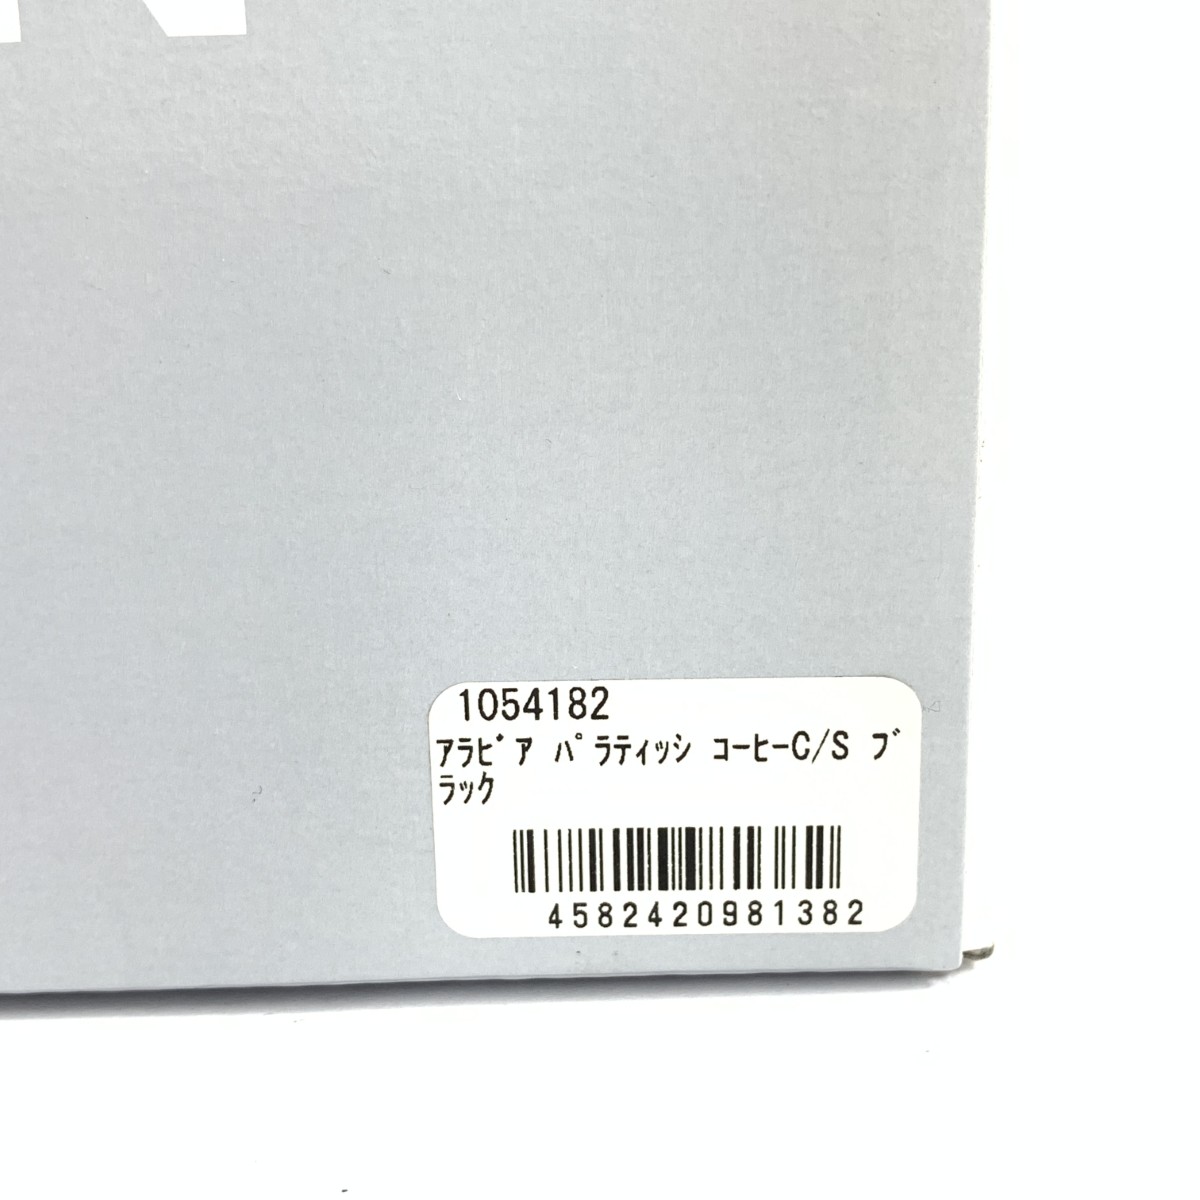 N
1054182
ｱﾗﾋﾞｱ ﾊﾟﾗﾃｨｯｼ ｺｰﾋｰC/S ﾌﾞ
ﾗｯｸ
4582420981382